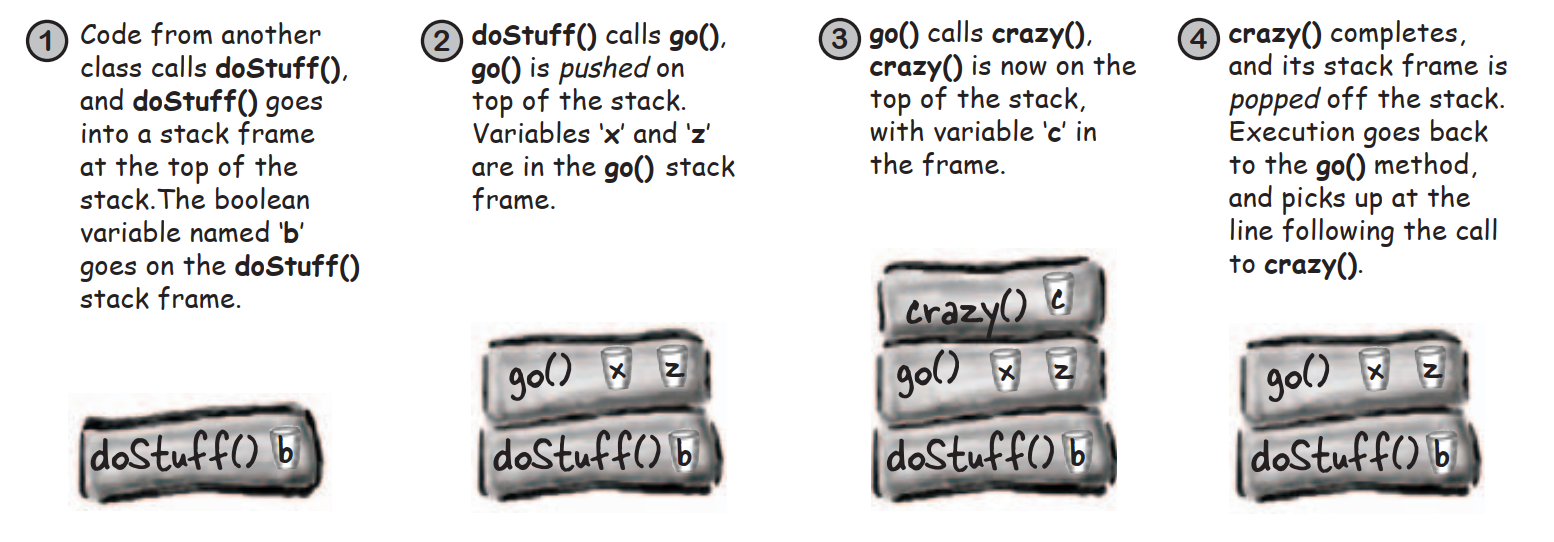 1
Code from another
class calls doStuff(),
and doStuff() goes
into a stack frame
at the top of the
stack.The boolean
variable named ‘b’
goes on the doStuff()
stack frame.
doStuff() b
2
doStuff() calls go(),
go() is pushed on
top of the stack.
Variables ‘x’ and ‘z’
are in the go() stack
frame.
go() x z
doStuff() b
3
go() calls crazy(),
crazy() is now on the
top of the stack,
with variable ‘c’ in
the frame.
crazy() c
go() x z
doStuff() b
4
crazy() completes,
and its stack frame is
popped off the stack.
Execution goes back
to the go() method,
and picks up at the
line following the call
to crazy().
go() x z
doStuff() b